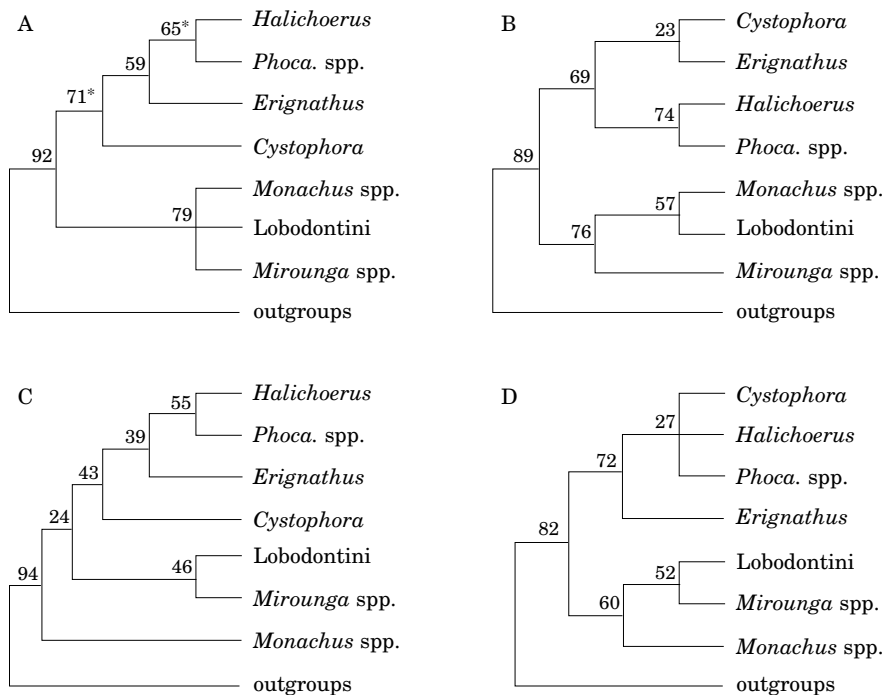 A
65*
Halichoerus
Phoca. spp.
59
Erignathus
71*
Cystophora
92
Monachus spp.
79
Lobodontini
Mirounga spp.
outgroups
B
23
Cystophora
Erignathus
69
Halichoerus
74
Phoca. spp.
89
Monachus spp.
57
Lobodontini
76
Mirounga spp.
outgroups
C
55
Halichoerus
Phoca. spp.
39
Erignathus
43
Cystophora
24
Lobodontini
46
Mirounga spp.
94
Monachus spp.
outgroups
D
27
Cystophora
Halichoerus
Phoca. spp.
72
Erignathus
82
Lobodontini
52
Mirounga spp.
60
Monachus spp.
outgroups